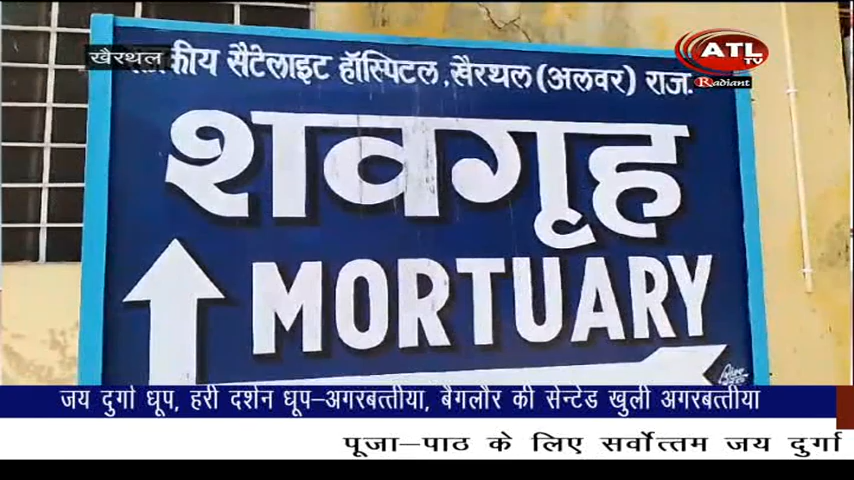 खैरथल
ATL TV
Radiant
कीय सैटेलाइट हॉस्पिटल, खैरथल (अलवर) राज.
शवगृह
MORTUARY
जय दुर्गा धूप, हरी दर्शन धूप–अगरबत्तीया, बैगलौर की सेन्टेड खुली अगरबत्तीया
पूजा–पाठ के लिए सर्वोत्तम जय दुर्गा